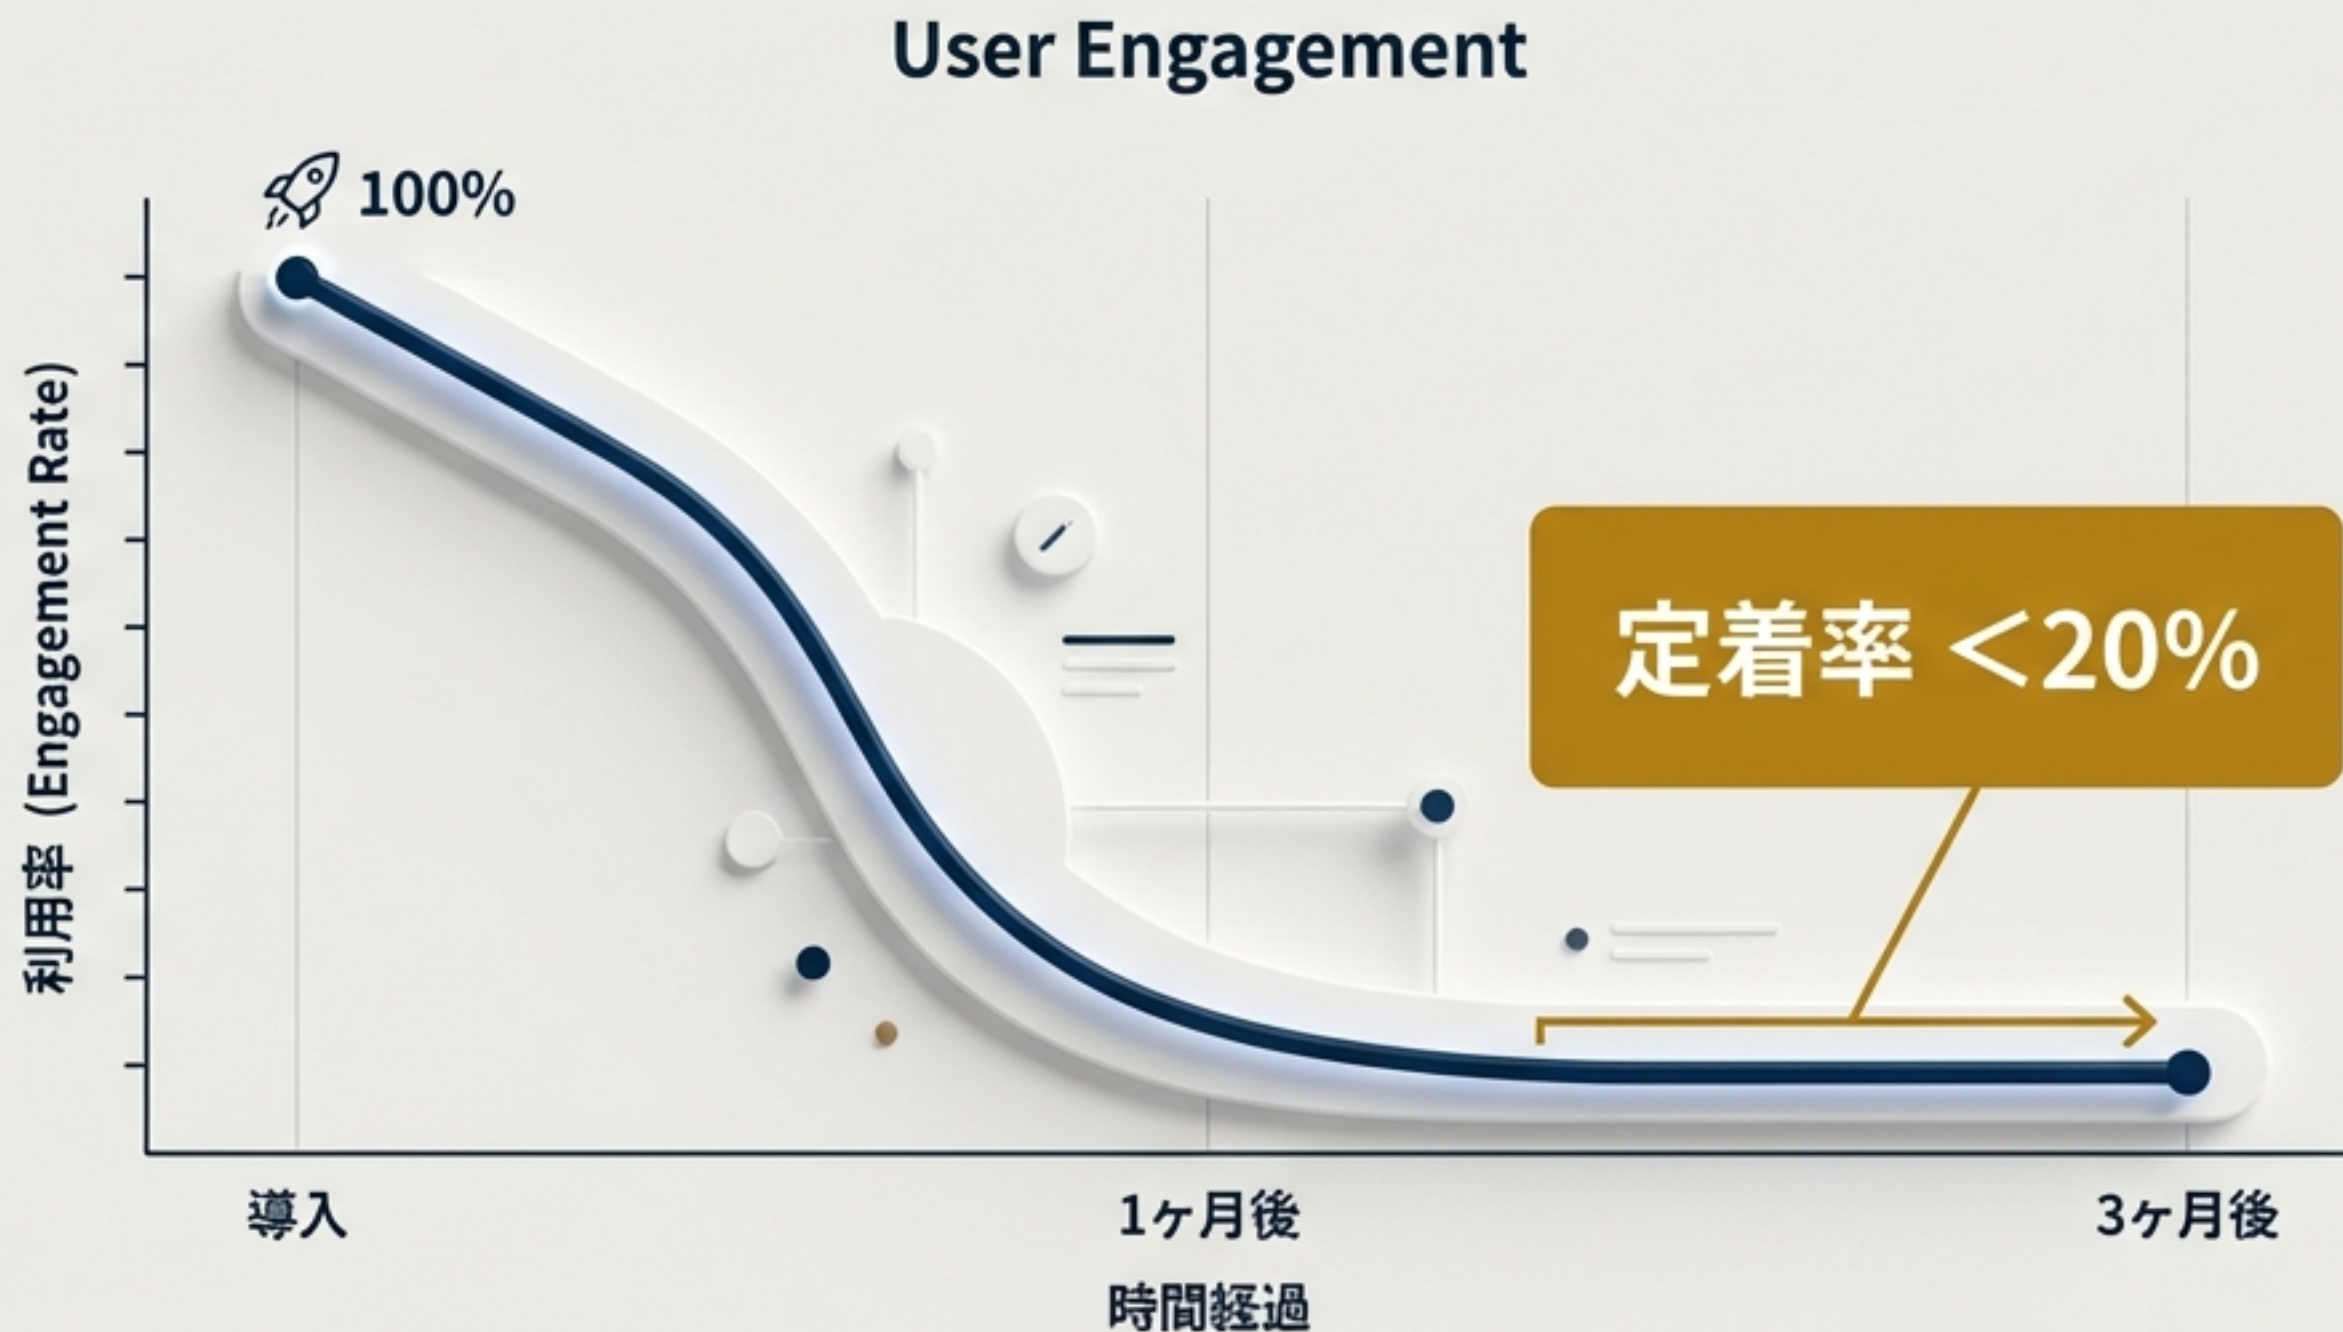 User Engagement
100%
利用率 (Engagement Rate)
定着率 <20%
導入
1ヶ月後
3ヶ月後
時間経過